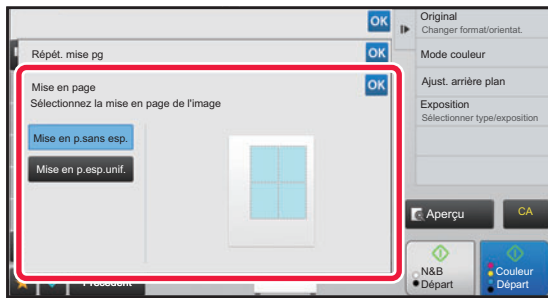 OK
Répét. mise pg
OK
Mise en page
OK
Sélectionnez la mise en page de l'image
Mise en p.sans esp.
Mise en p.esp.unif.
Original
Changer format/orientat.
Mode couleur
Ajust. arrière plan
Exposition
Sélectionner type/exposition
Aperçu
CA
N&B
Départ
Couleur
Départ
Précédent